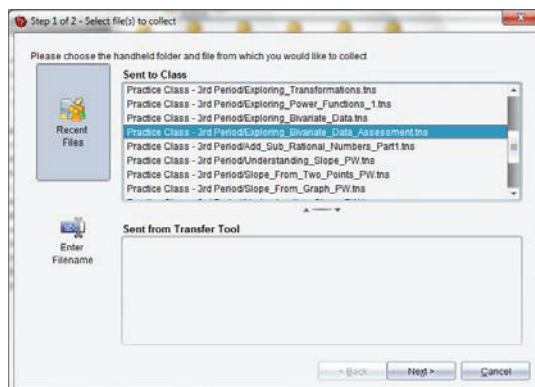 Step 1 of 2 - Select file(s) to collect
Please choose the handheld folder and file from which you would like to collect
Recent
Files
Enter
Filename
Sent to Class
Practice Class - 3rd Period/Exploring_Transformations.tns
Practice Class - 3rd Period/Exploring_Power_Functions_1.tns
Practice Class - 3rd Period/Exploring_Bivariate_Data.tns
Practice Class - 3rd Period/Exploring_Bivariate_Data_Assessment.tns
Practice Class - 3rd Period/Add_Sub_Rational_Numbers_Part1.tns
Practice Class - 3rd Period/Understanding_Slope_PW.tns
Practice Class - 3rd Period/Slope_From_Two_Points_PW.tns
Practice Class - 3rd Period/Slope_From_Graph_PW.tns
Sent from Transfer Tool
< Back
Next >
Cancel